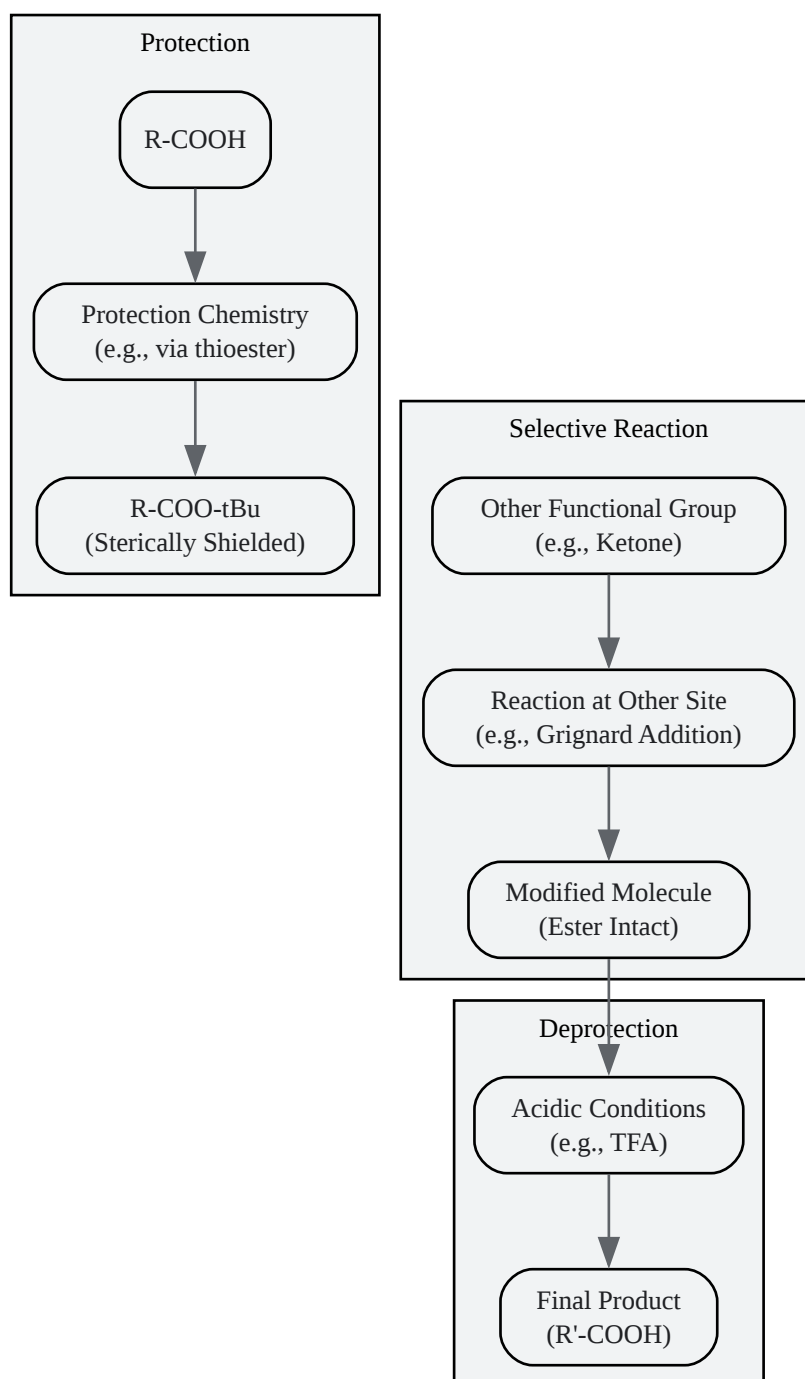 Protection
R-COOH
Protection Chemistry
(e.g., via thioester)
R-COO-tBu
(Sterically Shielded)
Selective Reaction
Other Functional Group
(e.g., Ketone)
Reaction at Other Site
(e.g., Grignard Addition)
Modified Molecule
(Ester Intact)
Deprotection
Acidic Conditions
(e.g., TFA)
Final Product
(R'-COOH)